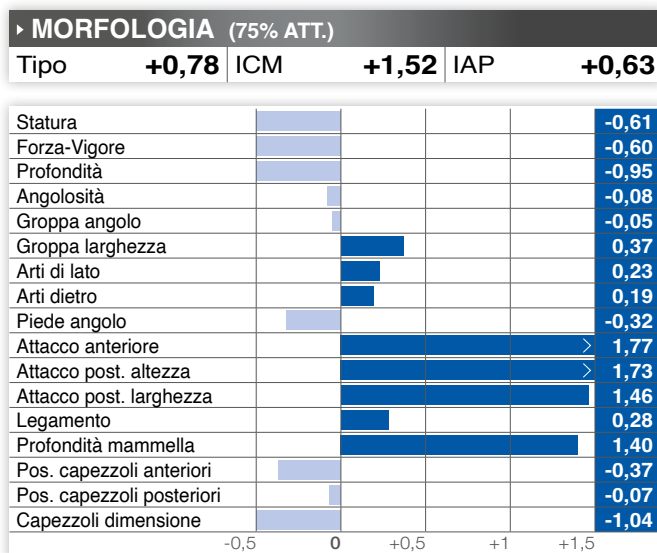 MORFOLOGIA (75% ATT.)
Tipo +0,78 ICM +1,52 IAP +0,63
Statura -0,61
Forza-Vigore -0,60
Profondità -0,95
Angolosità -0,08
Groppa angolo -0,05
Groppa larghezza 0,37
Arti di lato 0,23
Arti dietro 0,19
Piede angolo -0,32
Attacco anteriore 1,77
Attacco post. altezza 1,73
Attacco post. larghezza 1,46
Legamento 0,28
Profondità mammella 1,40
Pos. capezzoli anteriori -0,37
Pos. capezzoli posteriori -0,07
Capezzoli dimensione -1,04
-0,5 0 +0,5 +1 +1,5